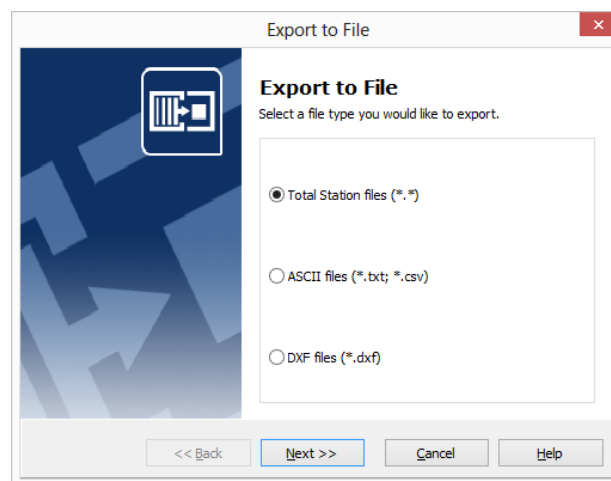 Export to File
Export to File
Select a file type you would like to export.
Total Station files (*.*)
ASCII files (*.txt; *.csv)
DXF files (*.dxf)
<< Back Next >> Cancel Help